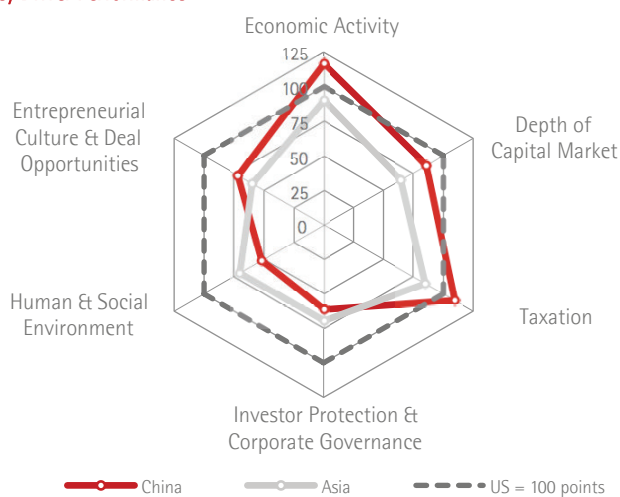 Economic Activity
125
100
75
50
25
0
Entrepreneurial
Culture & Deal
Opportunities
Depth of
Capital Market
Human & Social
Environment
Taxation
Investor Protection &
Corporate Governance
China
Asia
US = 100 points